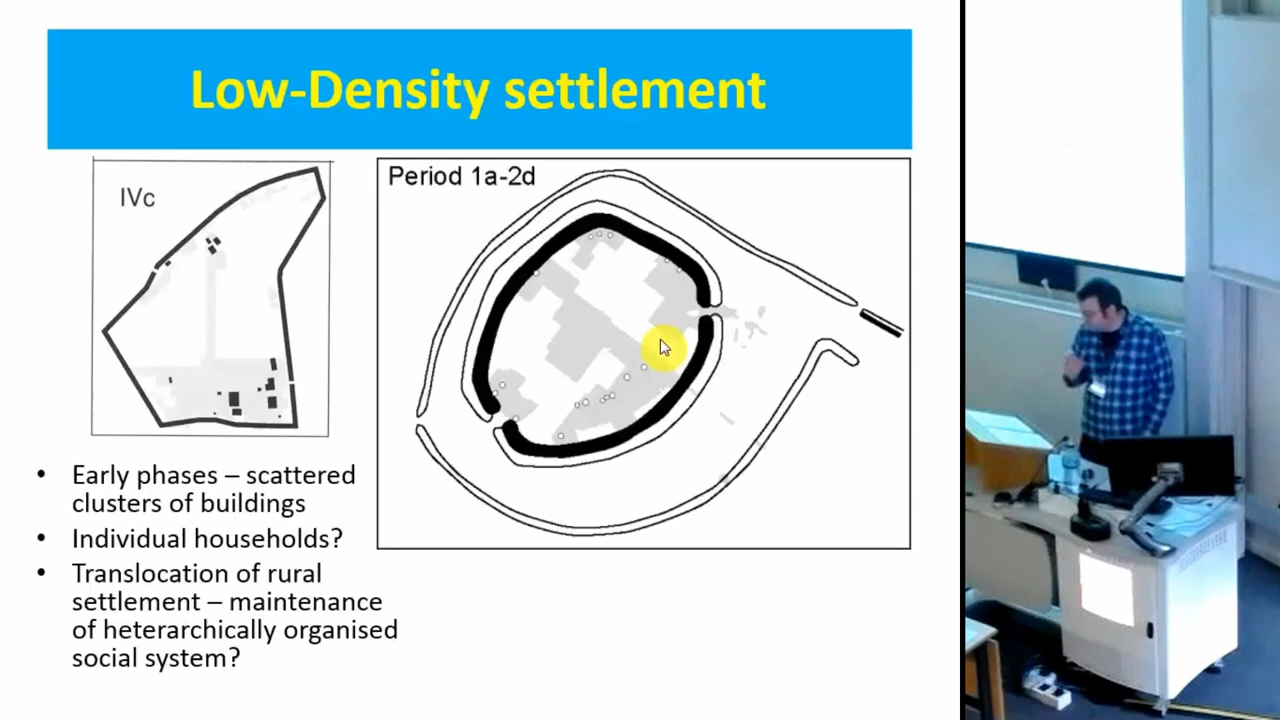 Low-Density settlement
IVc
Period 1a-2d
• Early phases – scattered
clusters of buildings
• Individual households?
• Translocation of rural
settlement – maintenance
of heterarchically organised
social system?